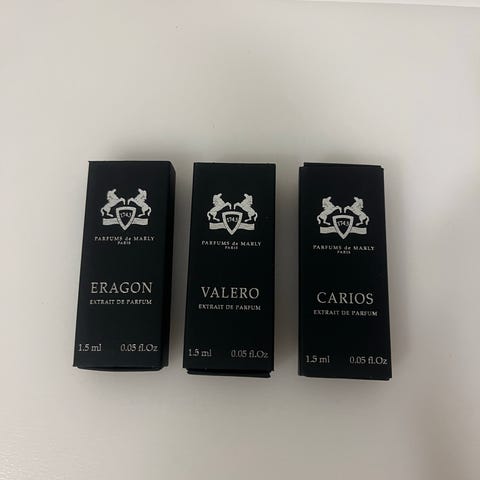 1743
PARFUMS de MARLY
PARIS
ERAGON
EXTRAIT DE PARFUM
1.5 ml 0.05 fl.Oz
1743
PARFUMS de MARLY
PARIS
VALERO
EXTRAIT DE PARFUM
1.5 ml 0.05 fl.Oz
1743
PARFUMS de MARLY
PARIS
CARIOS
EXTRAIT DE PARFUM
1.5 ml 0.05 fl.Oz